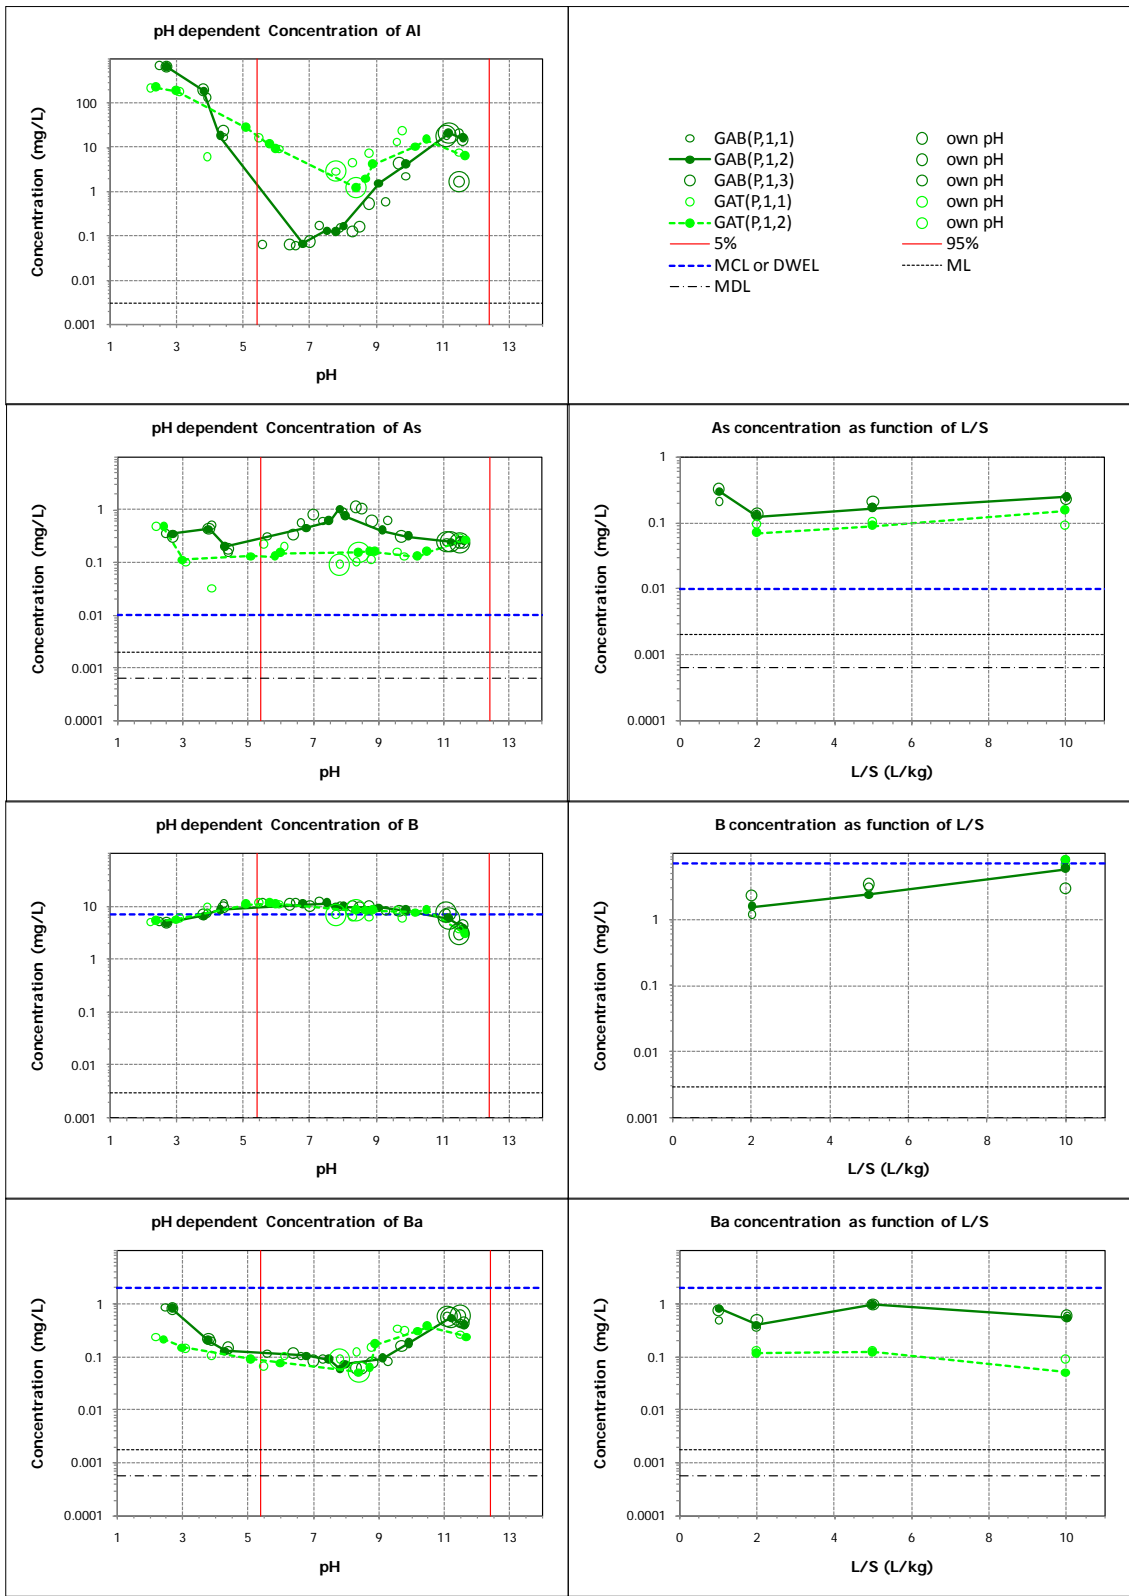 pH dependent Concentration of Al
Concentration (mg/L)
100
10
1
0.1
0.01
0.001
1 3 5 7 9 11 13
pH
GAB(P,1,1) own pH
GAB(P,1,2) own pH
GAB(P,1,3) own pH
GAT(P,1,1) own pH
GAT(P,1,2) own pH
5% 95%
MCL or DWEL ML
MDL
pH dependent Concentration of As
Concentration (mg/L)
1
0.1
0.01
0.001
0.0001
1 3 5 7 9 11 13
pH
As concentration as function of L/S
Concentration (mg/L)
1
0.1
0.01
0.001
0.0001
0 2 4 6 8 10
L/S (L/kg)
pH dependent Concentration of B
Concentration (mg/L)
10
1
0.1
0.01
0.001
1 3 5 7 9 11 13
pH
B concentration as function of L/S
Concentration (mg/L)
1
0.1
0.01
0.001
0 2 4 6 8 10
L/S (L/kg)
pH dependent Concentration of Ba
Concentration (mg/L)
1
0.1
0.01
0.001
0.0001
1 3 5 7 9 11 13
pH
Ba concentration as function of L/S
Concentration (mg/L)
1
0.1
0.01
0.001
0.0001
0 2 4 6 8 10
L/S (L/kg)